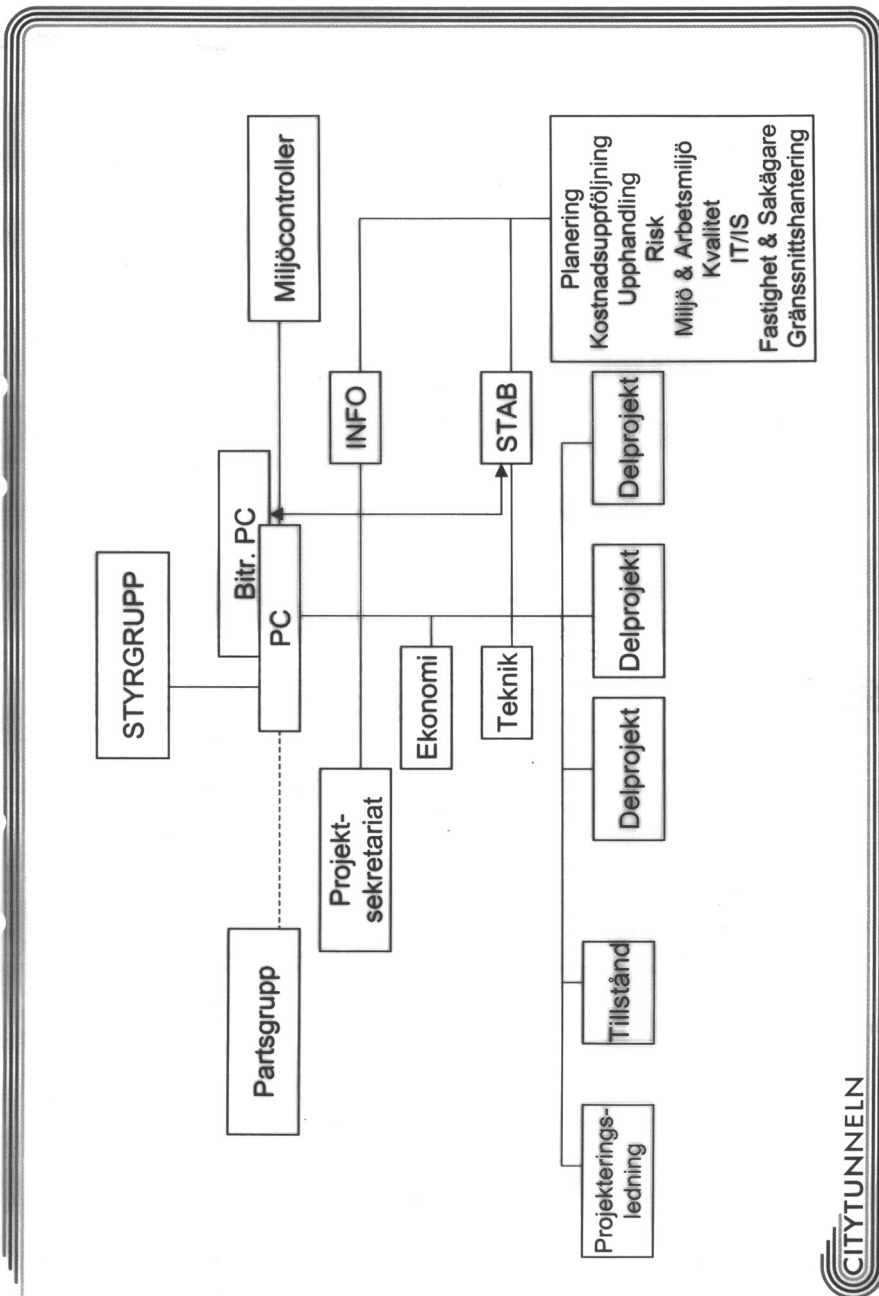 STYRGRUPP
Bitr. PC
PC
Partsgrupp
Miljöcontroller
Projekt-
sekretariat
INFO
Ekonomi
Teknik
STAB
Planering
Kostnadsuppföljning
Upphandling
Risk
Miljö & Arbetsmiljö
Kvalitet
IT/IS
Fastighet & Sakägare
Gränssnittshantering
Projekterings-
ledning
Tillstånd
Delprojekt
Delprojekt
Delprojekt
CITYTUNNELN